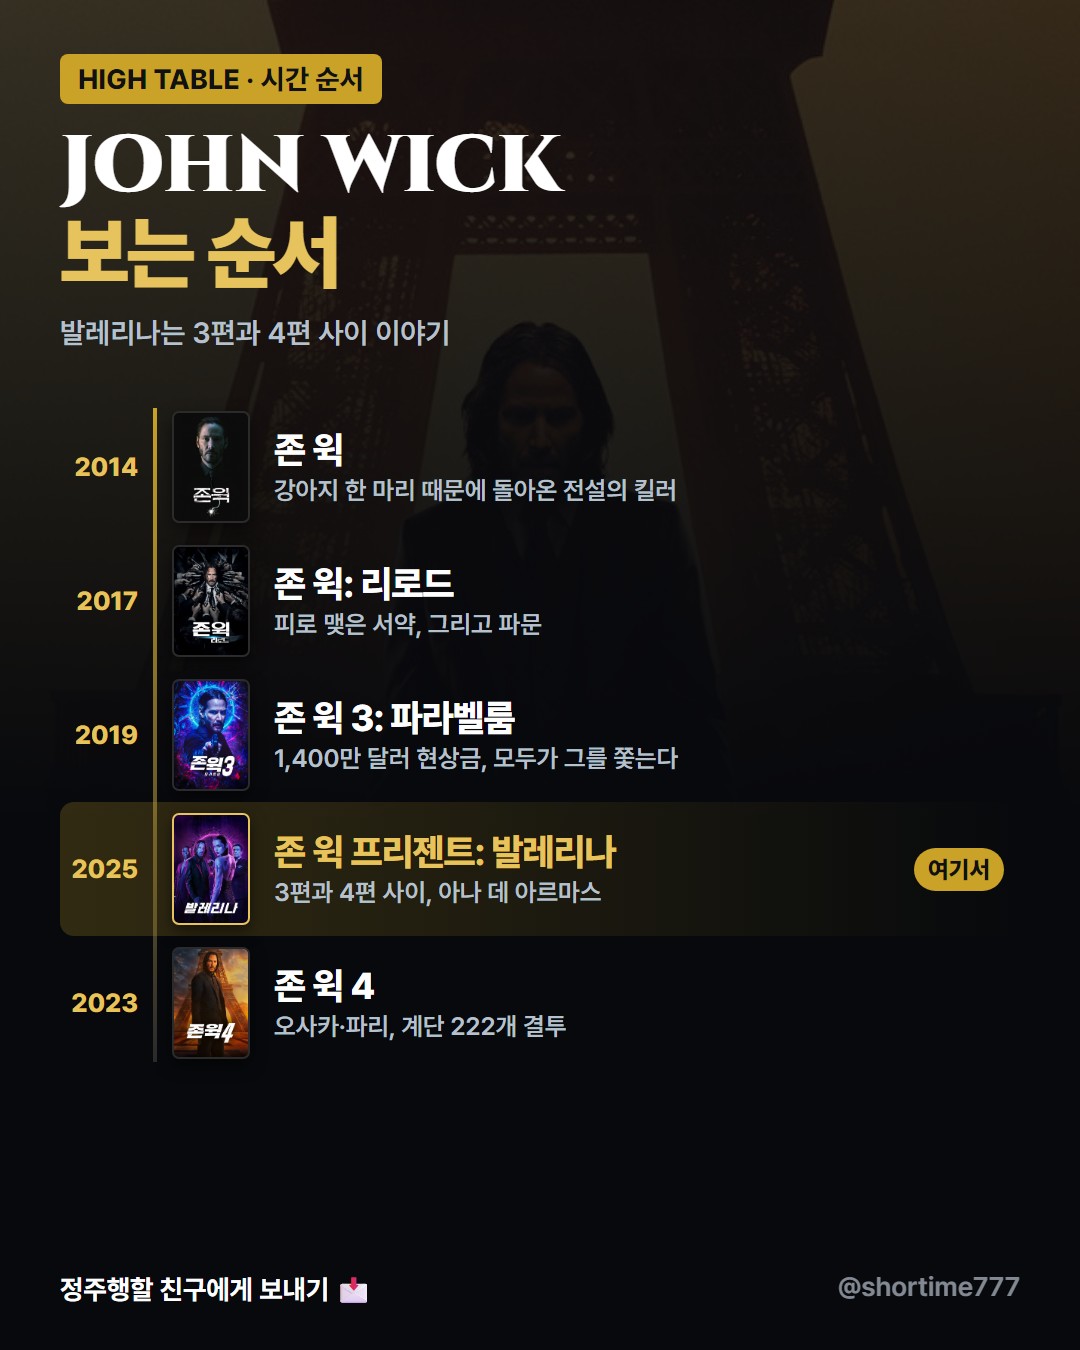 HIGH TABLE · 시간 순서
JOHN WICK
보는 순서
발레리나는 3편과 4편 사이 이야기
2014
존윅
존 윅
강아지 한 마리 때문에 돌아온 전설의 킬러
2017
존윅
리로드
존 윅: 리로드
피로 맺은 서약, 그리고 파문
2019
존윅3
존 윅 3: 파라벨룸
1,400만 달러 현상금, 모두가 그를 쫓는다
2025
발레리나
존 윅 프리젠트: 발레리나
3편과 4편 사이, 아나 데 아르마스
여기서
2023
존윅4
존 윅 4
오사카·파리, 계단 222개 결투
정주행할 친구에게 보내기 📩
@shortime777